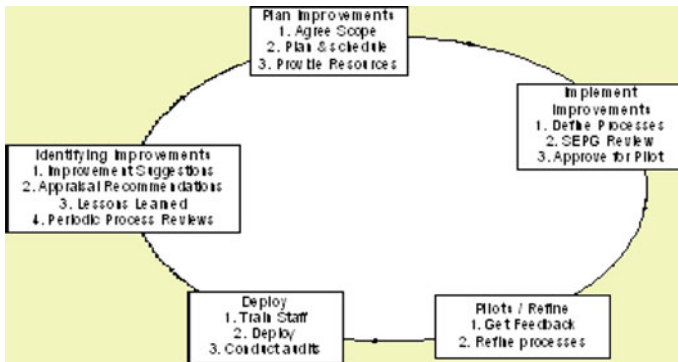 Plan Improvements
1. Agree Scope
2. Plan & schedule
3. Provide Resources
Implement
Improvements
1. Define Processes
2. SEPG Review
3. Approve for Pilot
Identifying Improvements
1. Improvement Suggestions
2. Appraisal Recommendations
3. Lessons Learned
4. Periodic Process Reviews
Deploy
1. Train Staff
2. Deploy
3. Conduct audits
Pilots / Refine
1. Get Feedback
2. Refine processes